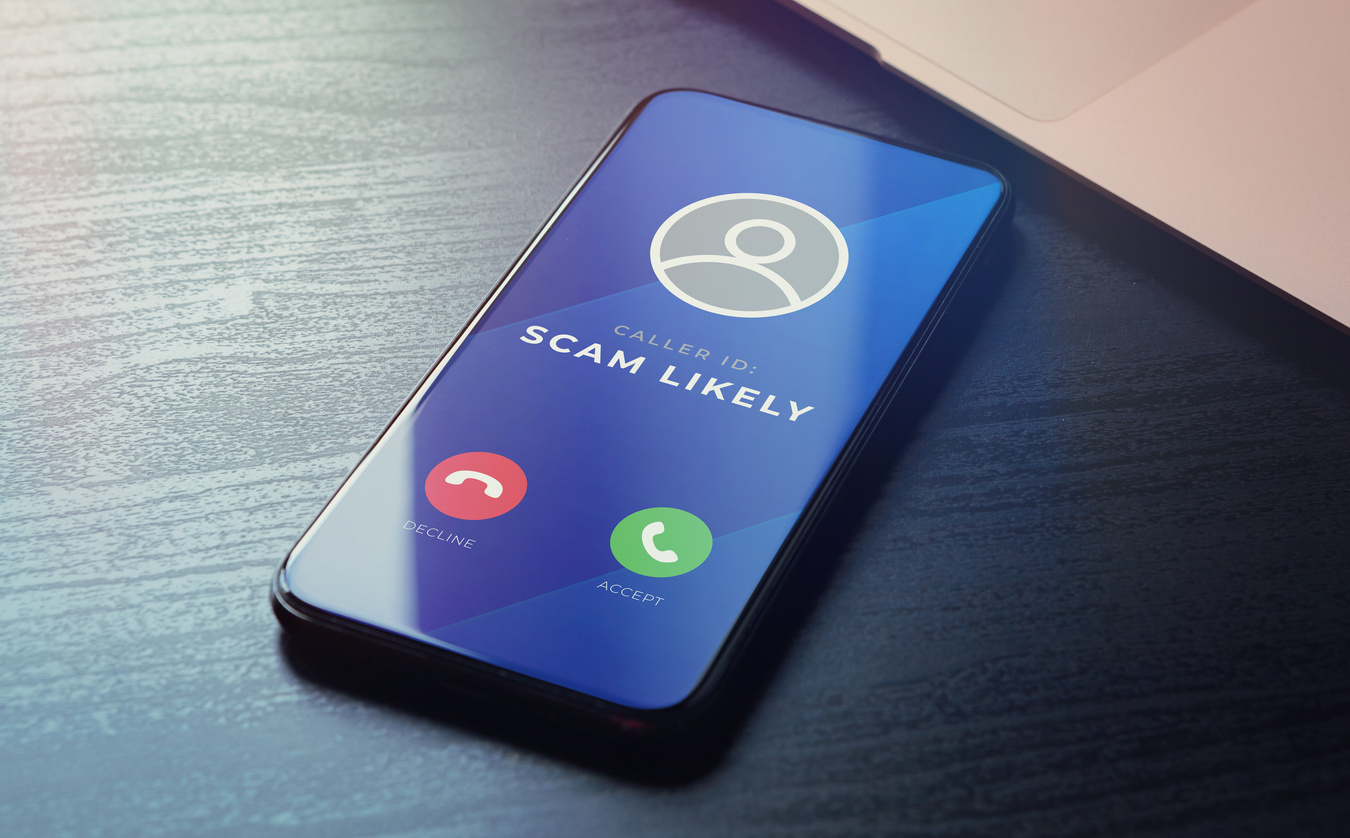 CALLER ID:
SCAM LIKELY
DECLINE
ACCEPT